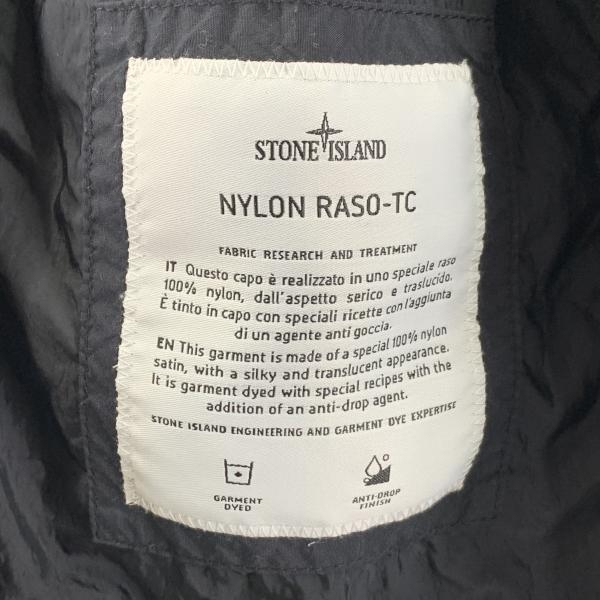 STONE ISLAND
NYLON RASO-TC
FABRIC RESEARCH AND TREATMENT
IT Questo capo è realizzato in uno speciale raso
100% nylon, dall'aspetto serico e traslucido.
È tinto in capo con speciali ricette con l'aggiunta
di un agente anti goccia.
EN This garment is made of a special 100% nylon
satin, with a silky and translucent appearance.
It is garment dyed with special recipes with the
addition of an anti-drop agent.
STONE ISLAND ENGINEERING AND GARMENT DYE EXPERTISE
GARMENT
DYED
ANTI-DROP
FINISH